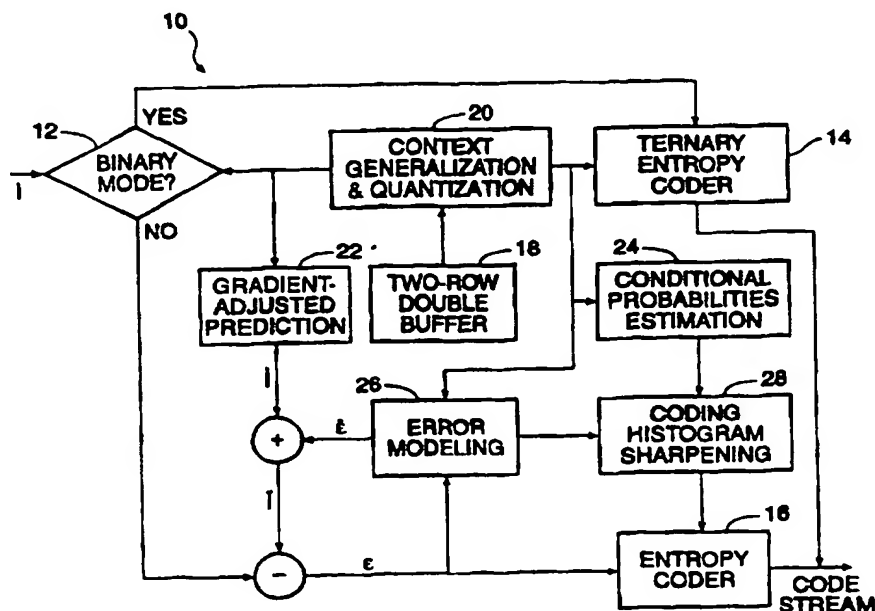 10
12
YES
BINARY
MODE?
I
NO
20
CONTEXT
GENERALIZATION
& QUANTIZATION
TERNARY
ENTROPY
CODER
14
22
GRADIENT-
ADJUSTED
PREDICTION
18
TWO-ROW
DOUBLE
BUFFER
24
CONDITIONAL
PROBABILITIES
ESTIMATION
Î
+
ε̂
26
ERROR
MODELING
28
CODING
HISTOGRAM
SHARPENING
Ĩ
−
ε
16
ENTROPY
CODER
CODE
STREAM